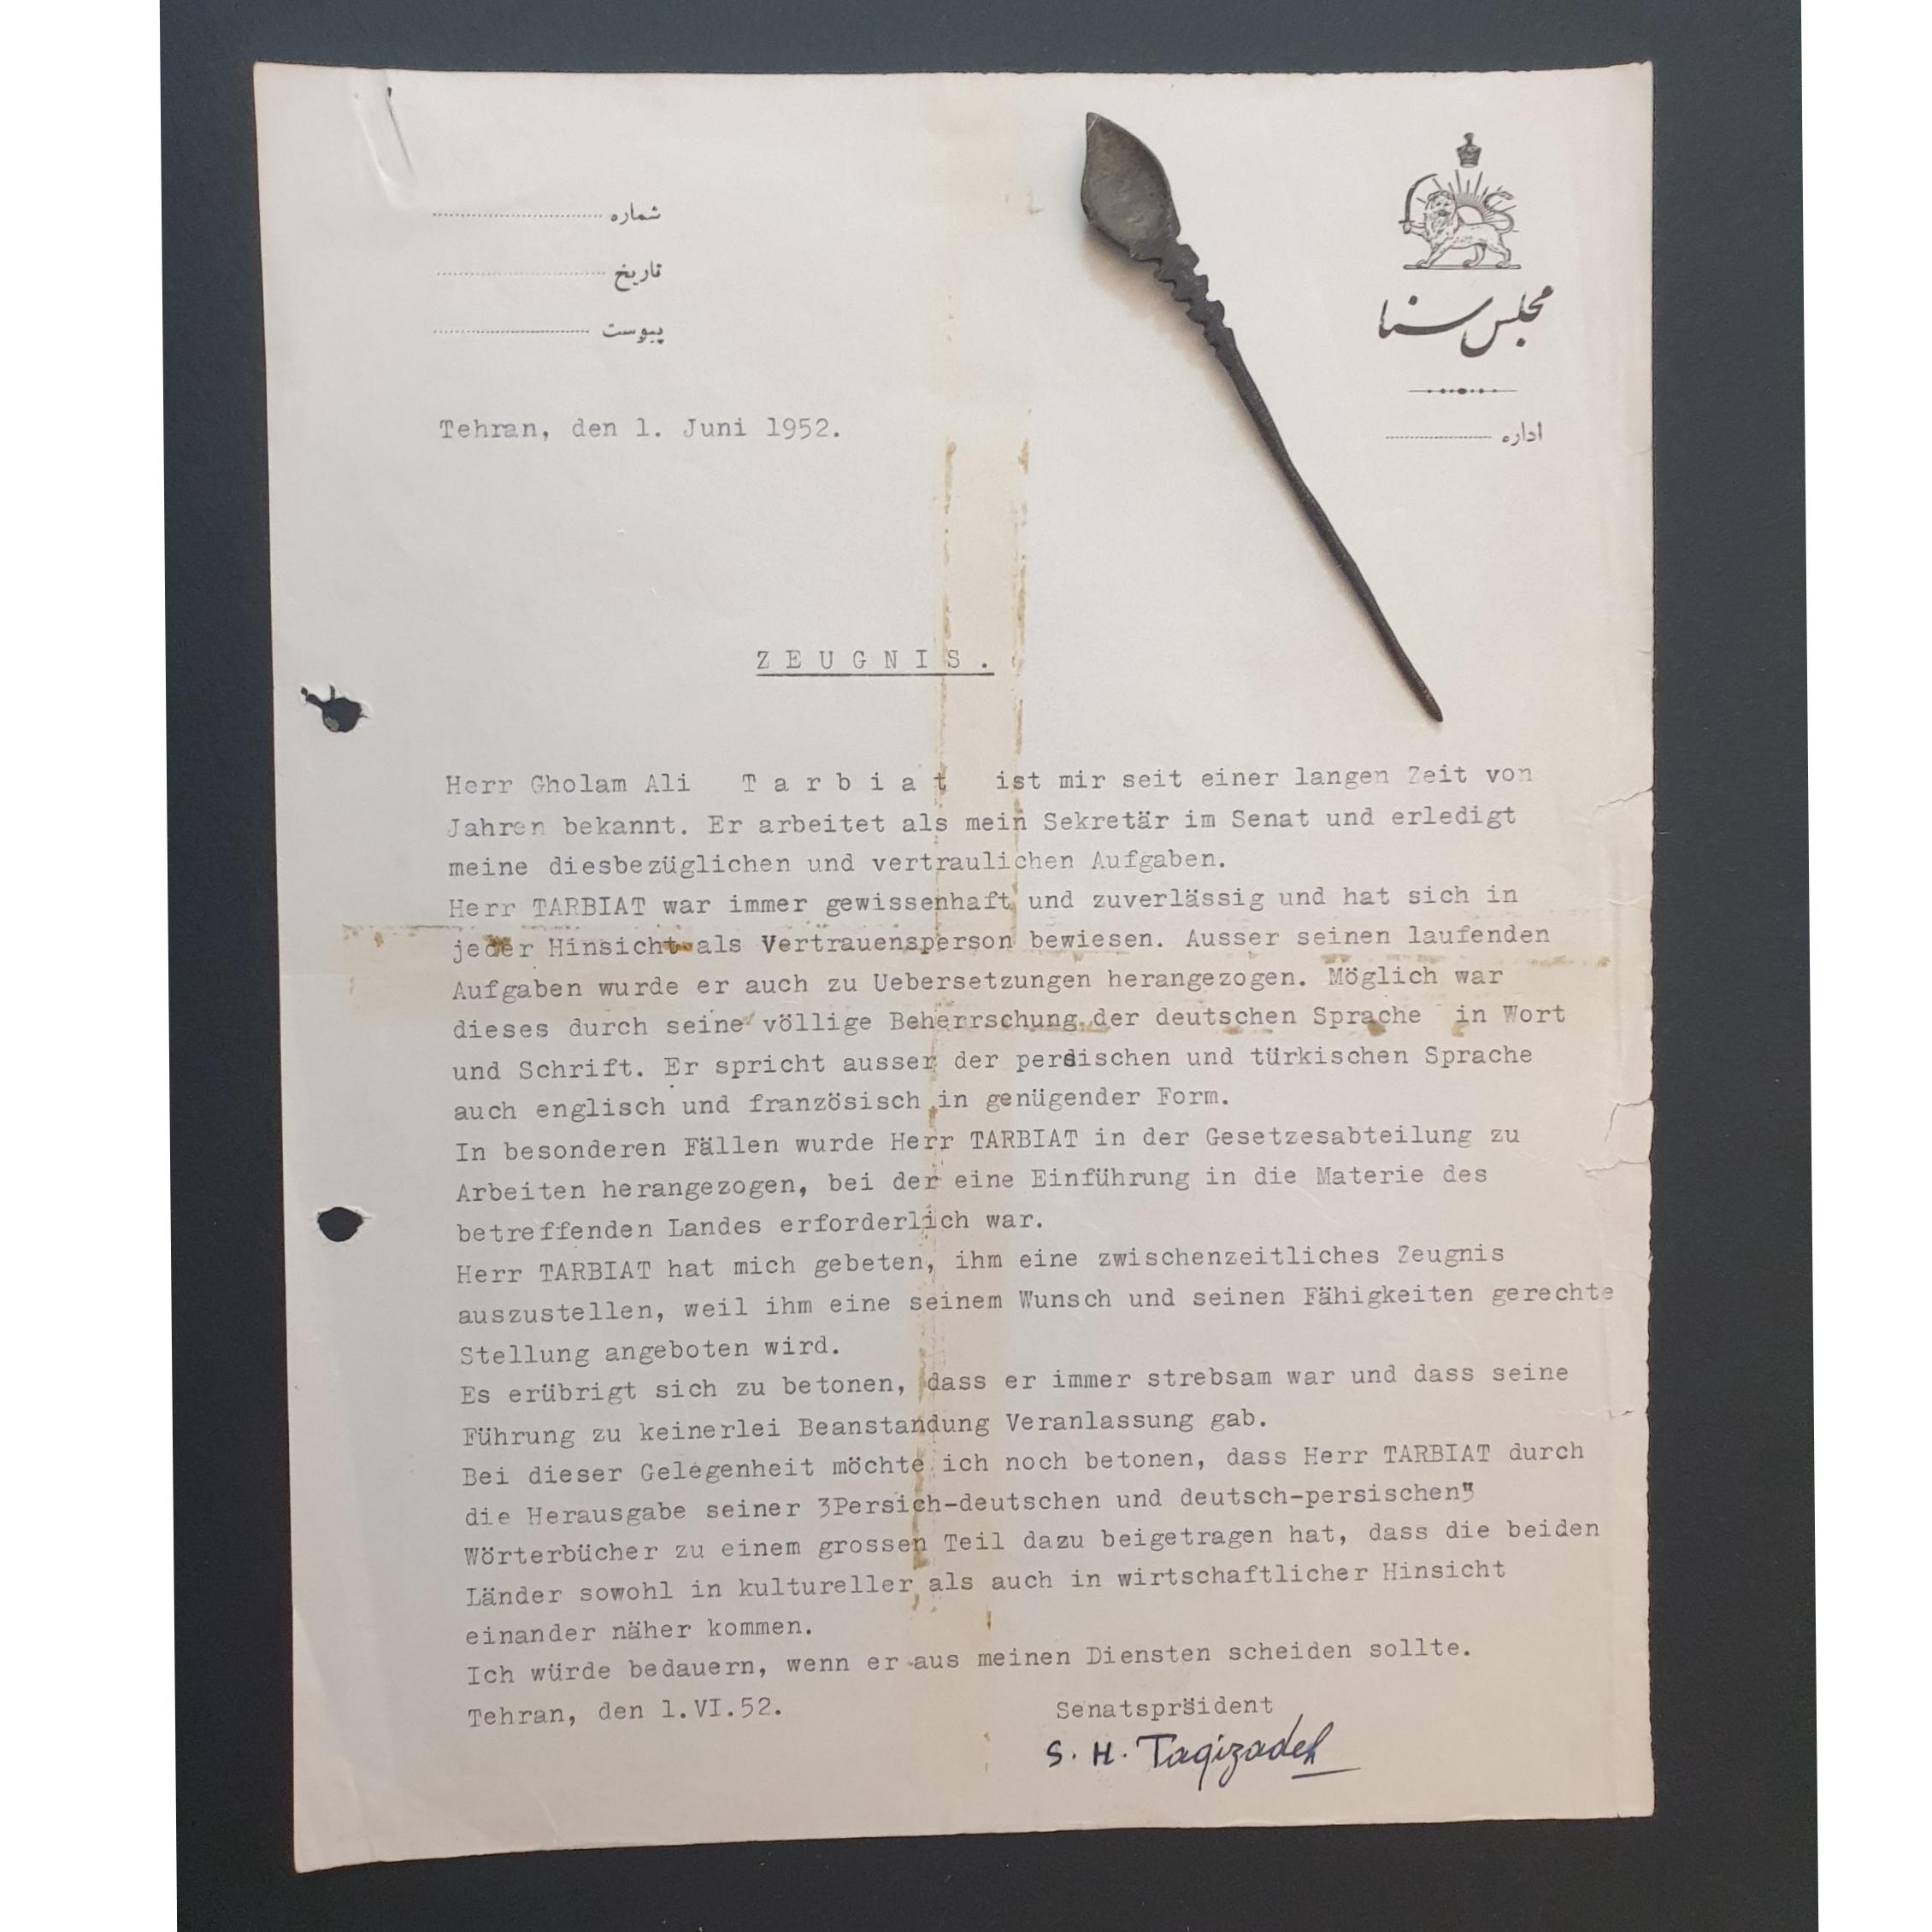 شماره ..............................
تاریخ ..............................
پیوست ..............................
مجلس سنا
اداره ....................
Tehran, den 1. Juni 1952.
Z E U G N I S .
Herr Gholam Ali T a r b i a t ist mir seit einer langen Zeit von
Jahren bekannt. Er arbeitet als mein Sekretär im Senat und erledigt
meine diesbezüglichen und vertraulichen Aufgaben.
Herr TARBIAT war immer gewissenhaft und zuverlässig und hat sich in
jeder Hinsicht als Vertrauensperson bewiesen. Ausser seinen laufenden
Aufgaben wurde er auch zu Uebersetzungen herangezogen. Möglich war
dieses durch seine völlige Beherrschung der deutschen Sprache in Wort
und Schrift. Er spricht ausser der persischen und türkischen Sprache
auch englisch und französisch in genügender Form.
In besonderen Fällen wurde Herr TARBIAT in der Gesetzesabteilung zu
Arbeiten herangezogen, bei der eine Einführung in die Materie des
betreffenden Landes erforderlich war.
Herr TARBIAT hat mich gebeten, ihm eine zwischenzeitliches Zeugnis
auszustellen, weil ihm eine seinem Wunsch und seinen Fähigkeiten gerechte
Stellung angeboten wird.
Es erübrigt sich zu betonen, dass er immer strebsam war und dass seine
Führung zu keinerlei Beanstandung Veranlassung gab.
Bei dieser Gelegenheit möchte ich noch betonen, dass Herr TARBIAT durch
die Herausgabe seiner 3Persich-deutschen und deutsch-persischen"
Wörterbücher zu einem grossen Teil dazu beigetragen hat, dass die beiden
Länder sowohl in kultureller als auch in wirtschaftlicher Hinsicht
einander näher kommen.
Ich würde bedauern, wenn er aus meinen Diensten scheiden sollte.
Tehran, den 1.VI.52. Senatspräsident
S. H. Taqizadeh